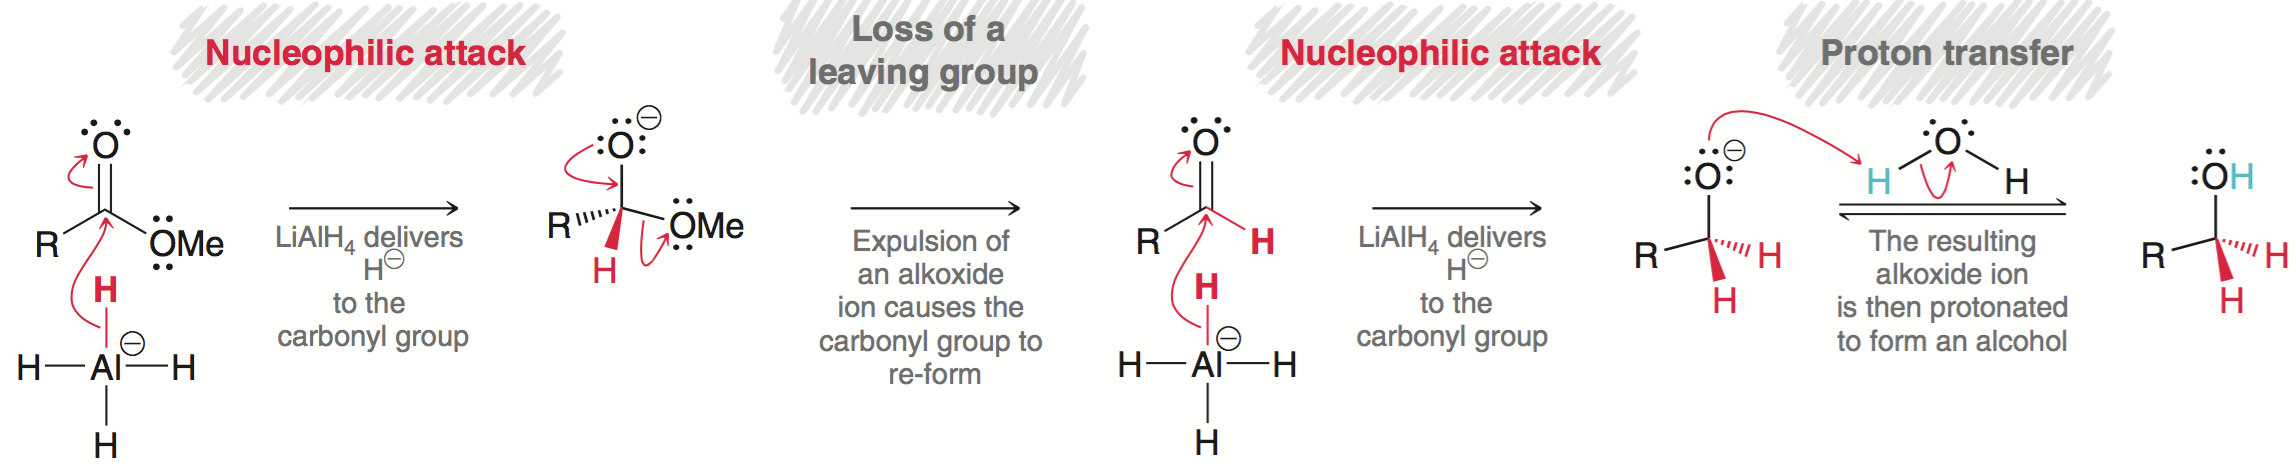 Nucleophilic attack
Loss of a
leaving group
Nucleophilic attack
Proton transfer
O
R
OMe
H
H Al ⊖ H
H
LiAlH4 delivers
H⊖
to the
carbonyl group
O ⊖
R
OMe
H
Expulsion of
an alkoxide
ion causes the
carbonyl group to
re-form
O
R
H
H
H Al ⊖ H
H
LiAlH4 delivers
H⊖
to the
carbonyl group
O ⊖
R
H
H
O
H H
The resulting
alkoxide ion
is then protonated
to form an alcohol
OH
R
H
H